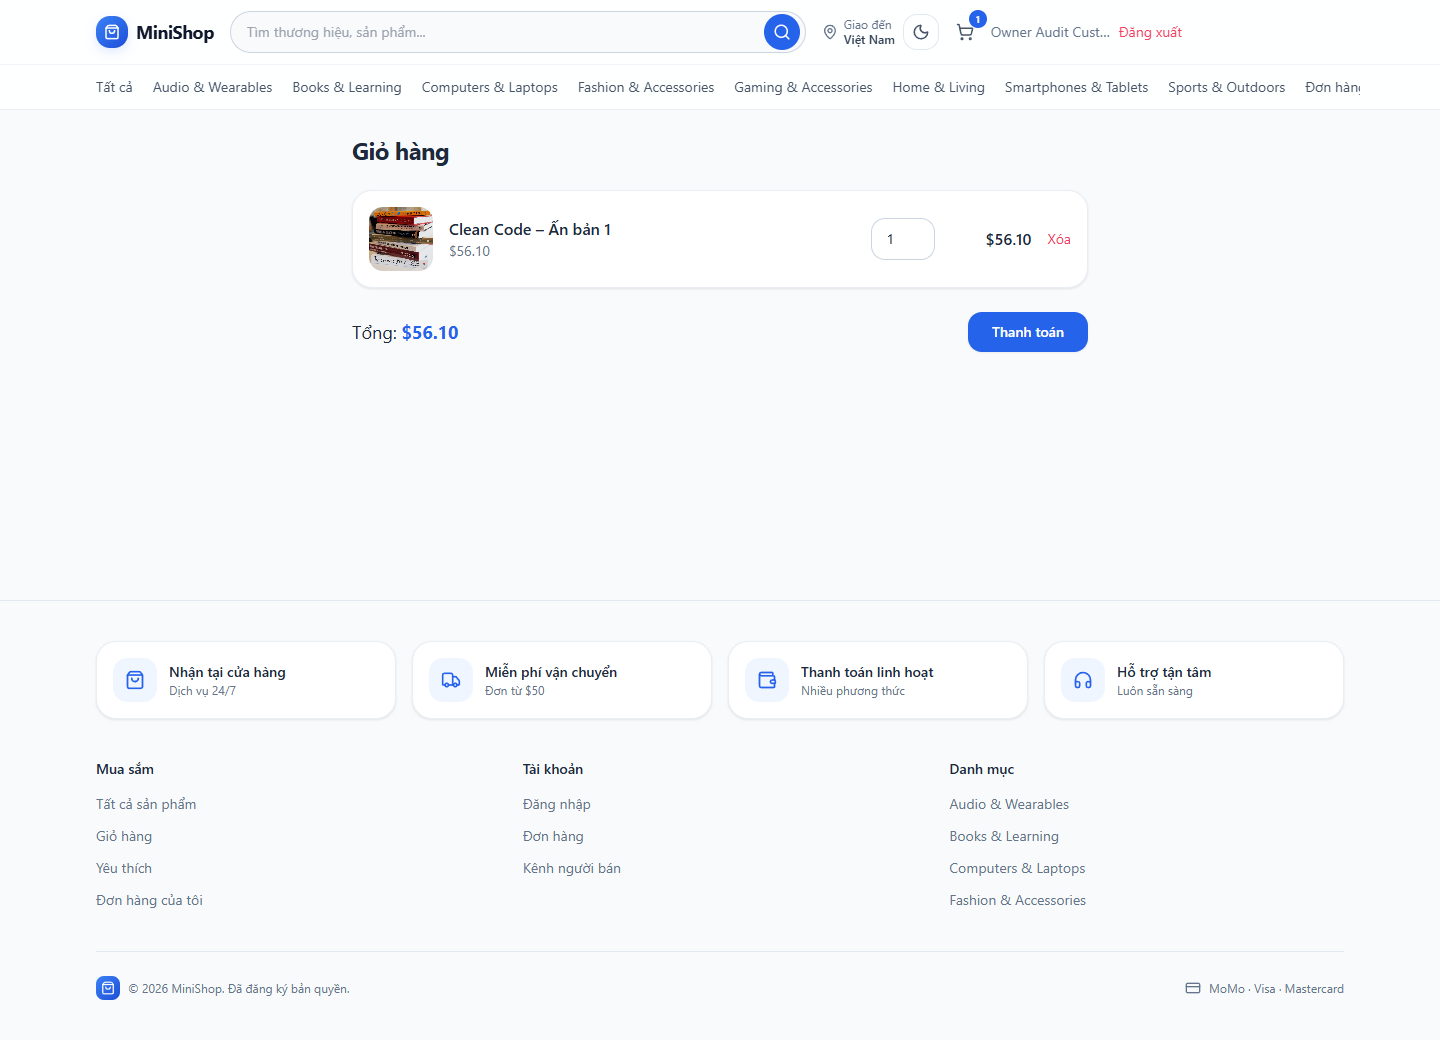 MiniShop
Tìm thương hiệu, sản phẩm...
Giao đến
Việt Nam
1
Owner Audit Cust...
Đăng xuất
Tất cả
Audio & Wearables
Books & Learning
Computers & Laptops
Fashion & Accessories
Gaming & Accessories
Home & Living
Smartphones & Tablets
Sports & Outdoors
Đơn hàng
Giỏ hàng
Clean Code – Ấn bản 1
$56.10
1
$56.10
Xóa
Tổng: $56.10
Thanh toán
Nhận tại cửa hàng
Dịch vụ 24/7
Miễn phí vận chuyển
Đơn từ $50
Thanh toán linh hoạt
Nhiều phương thức
Hỗ trợ tận tâm
Luôn sẵn sàng
Mua sắm
Tất cả sản phẩm
Giỏ hàng
Yêu thích
Đơn hàng của tôi
Tài khoản
Đăng nhập
Đơn hàng
Kênh người bán
Danh mục
Audio & Wearables
Books & Learning
Computers & Laptops
Fashion & Accessories
© 2026 MiniShop. Đã đăng ký bản quyền.
MoMo · Visa · Mastercard